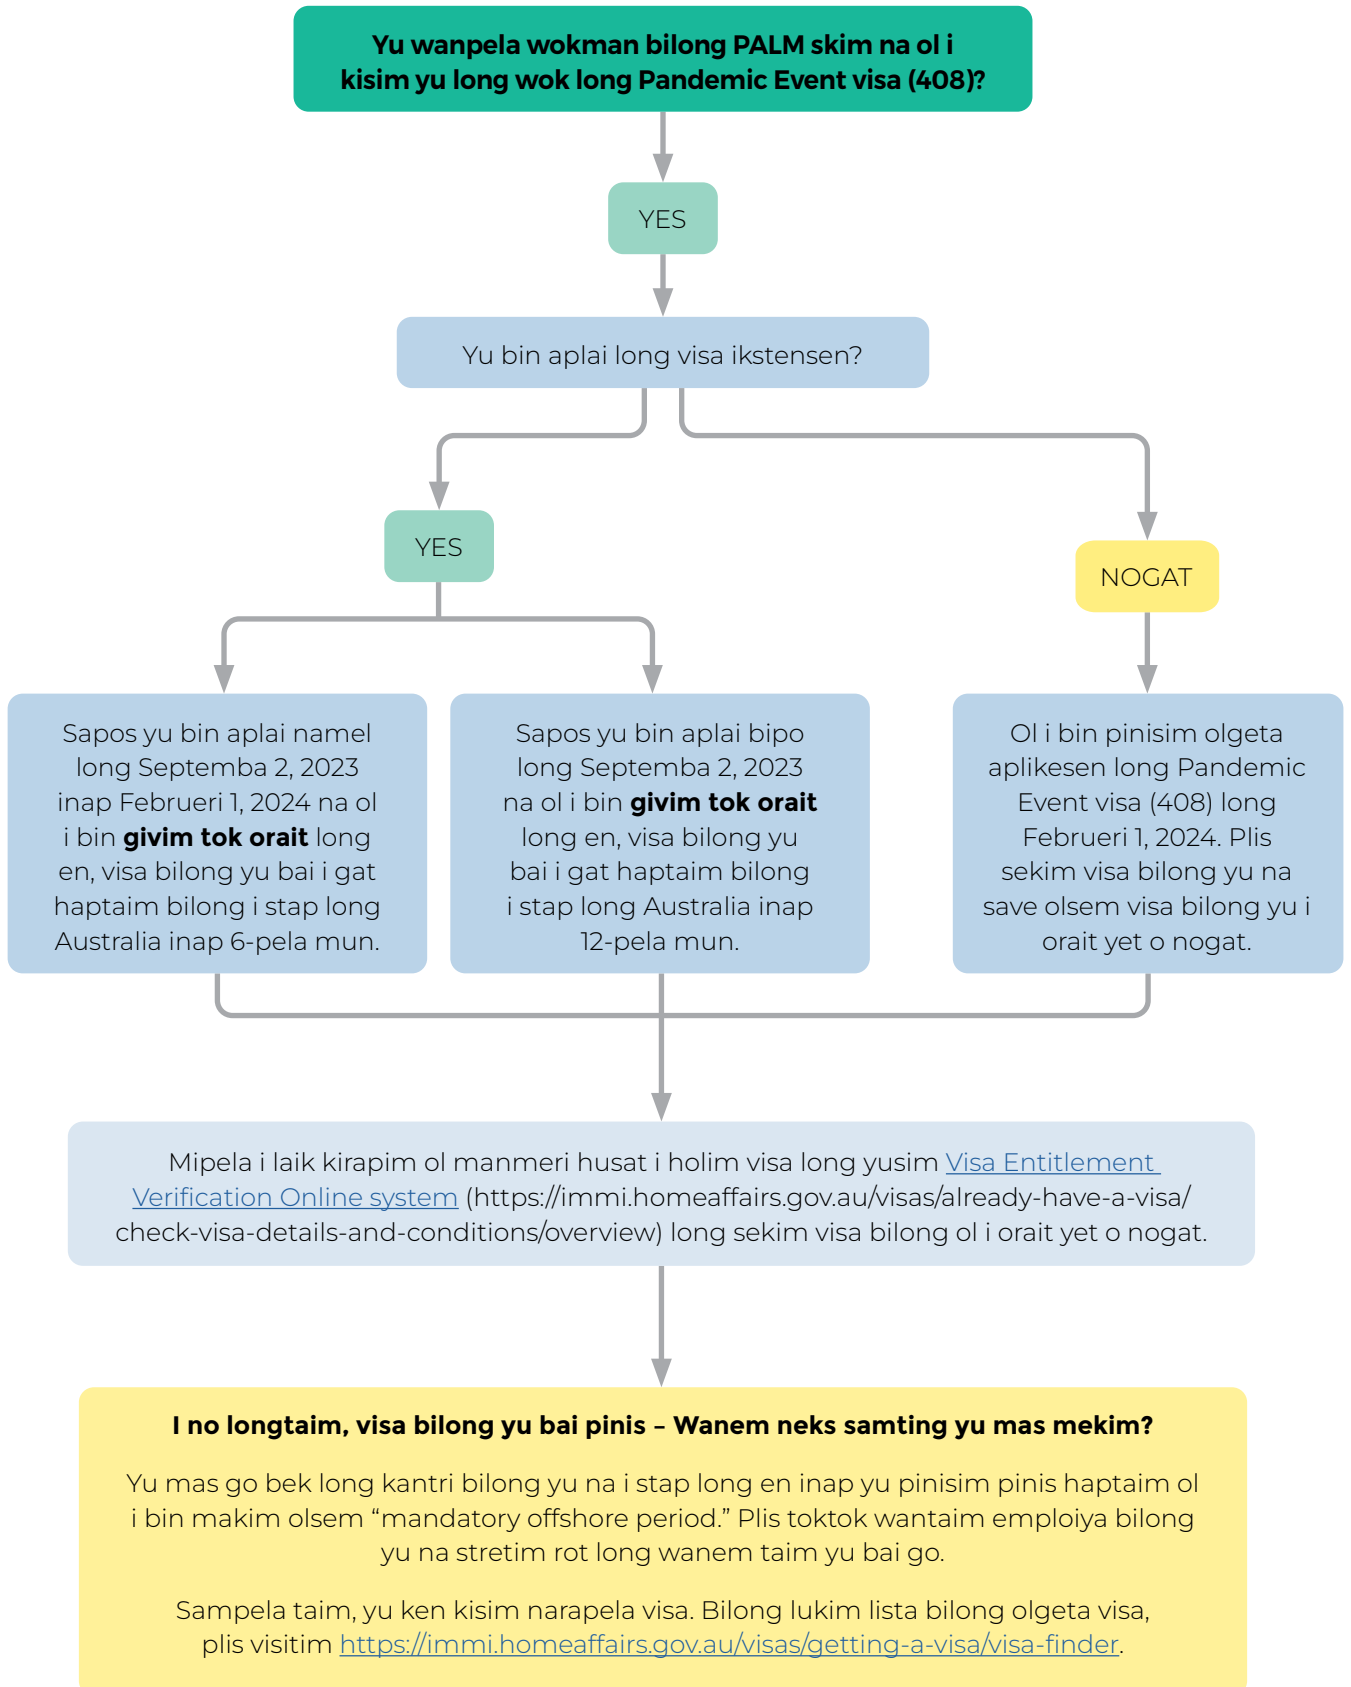 Yu wanpela wokman bilong PALM skim na ol i
kisim yu long wok long Pandemic Event visa (408)?
YES
Yu bin aplai long visa ikstensen?
YES
NOGAT
Sapos yu bin aplai namel
long Septemba 2, 2023
inap Februeri 1, 2024 na ol
i bin givim tok orait long
en, visa bilong yu bai i gat
haptaim bilong i stap long
Australia inap 6-pela mun.
Sapos yu bin aplai bipo
long Septemba 2, 2023
na ol i bin givim tok orait
long en, visa bilong yu
bai i gat haptaim bilong
i stap long Australia inap
12-pela mun.
Ol i bin pinisim olgeta
aplikesen long Pandemic
Event visa (408) long
Februeri 1, 2024. Plis
sekim visa bilong yu na
save olsem visa bilong yu i
orait yet o nogat.
Mipela i laik kirapim ol manmeri husat i holim visa long yusim Visa Entitlement
Verification Online system (https://immi.homeaffairs.gov.au/visas/already-have-a-visa/
check-visa-details-and-conditions/overview) long sekim visa bilong ol i orait yet o nogat.
I no longtaim, visa bilong yu bai pinis – Wanem neks samting yu mas mekim?
Yu mas go bek long kantri bilong yu na i stap long en inap yu pinisim pinis haptaim ol
i bin makim olsem “mandatory offshore period.” Plis toktok wantaim emploiya bilong
yu na stretim rot long wanem taim yu bai go.
Sampela taim, yu ken kisim narapela visa. Bilong lukim lista bilong olgeta visa,
plis visitim https://immi.homeaffairs.gov.au/visas/getting-a-visa/visa-finder.